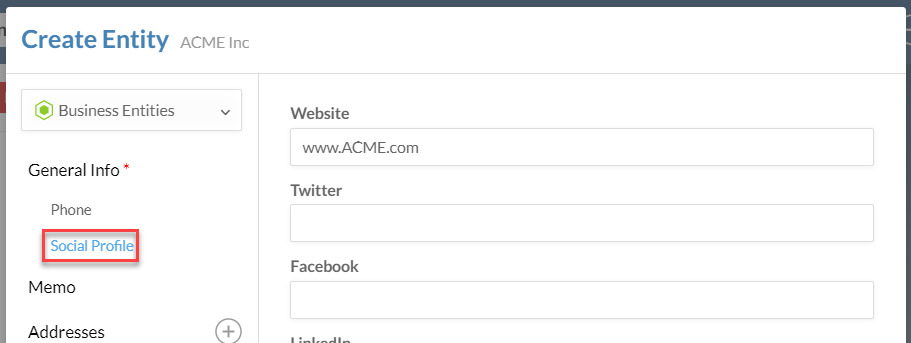 Create Entity ACME Inc
Business Entities
General Info *
Phone
Social Profile
Memo
Addresses
Website
www.ACME.com
Twitter
Facebook
LinkedIn